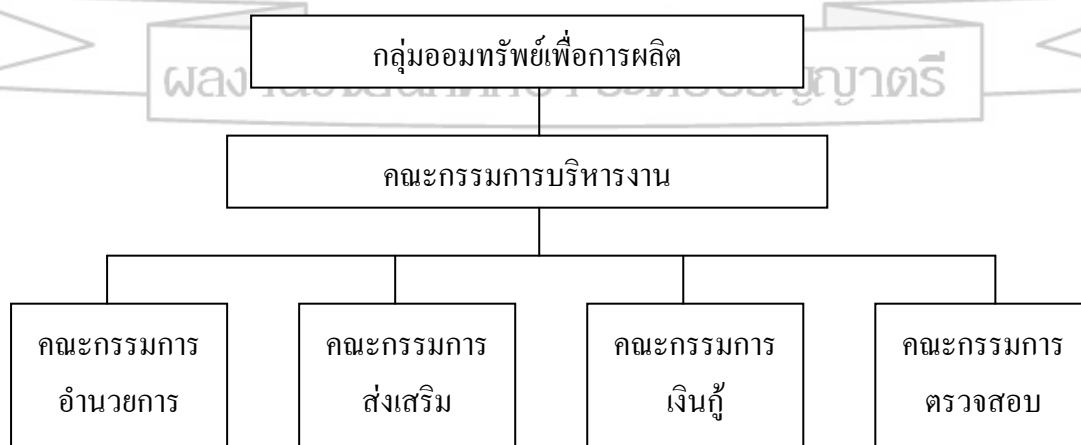 กลุ่มออมทรัพย์เพื่อการผลิต
คณะกรรมการบริหารงาน
คณะกรรมการ
อำนวยการ
คณะกรรมการ
ส่งเสริม
คณะกรรมการ
เงินกู้
คณะกรรมการ
ตรวจสอบ